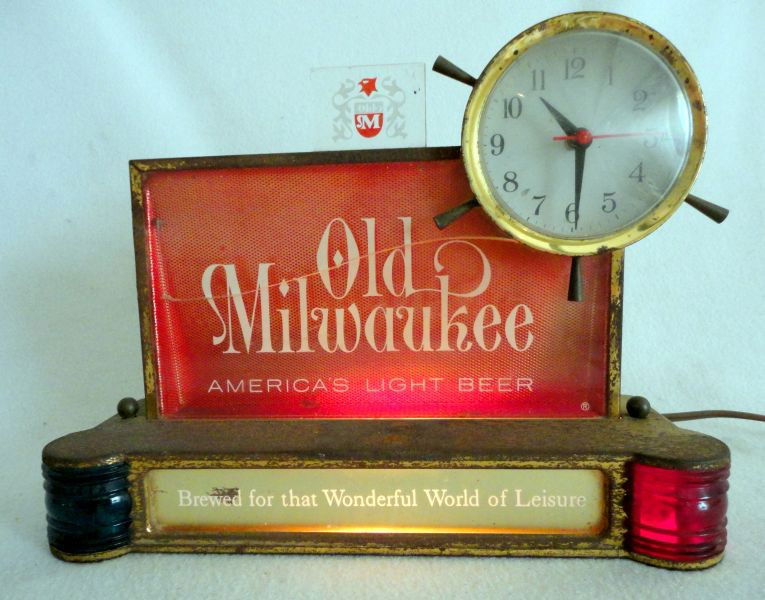 M
12
1
2
3
4
5
6
7
8
9
10
11
Old
Milwaukee
AMERICA'S LIGHT BEER
®
Brewed for that Wonderful World of Leisure